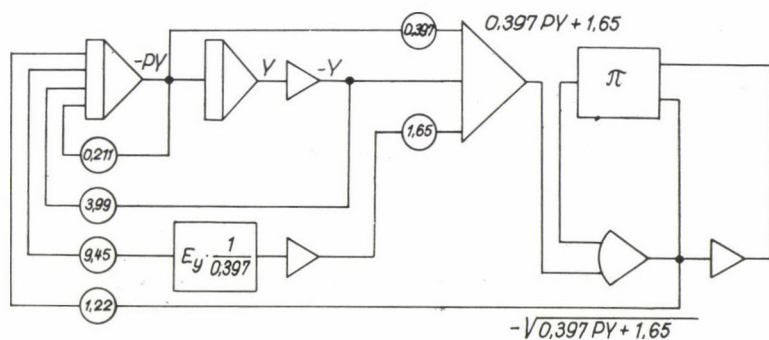 0,397
0,397 PY + 1,65
-PY
Y
-Y
π
1,65
0,211
3,99
9,45
E_y · 1/0,397
1,22
-√0,397 PY + 1,65